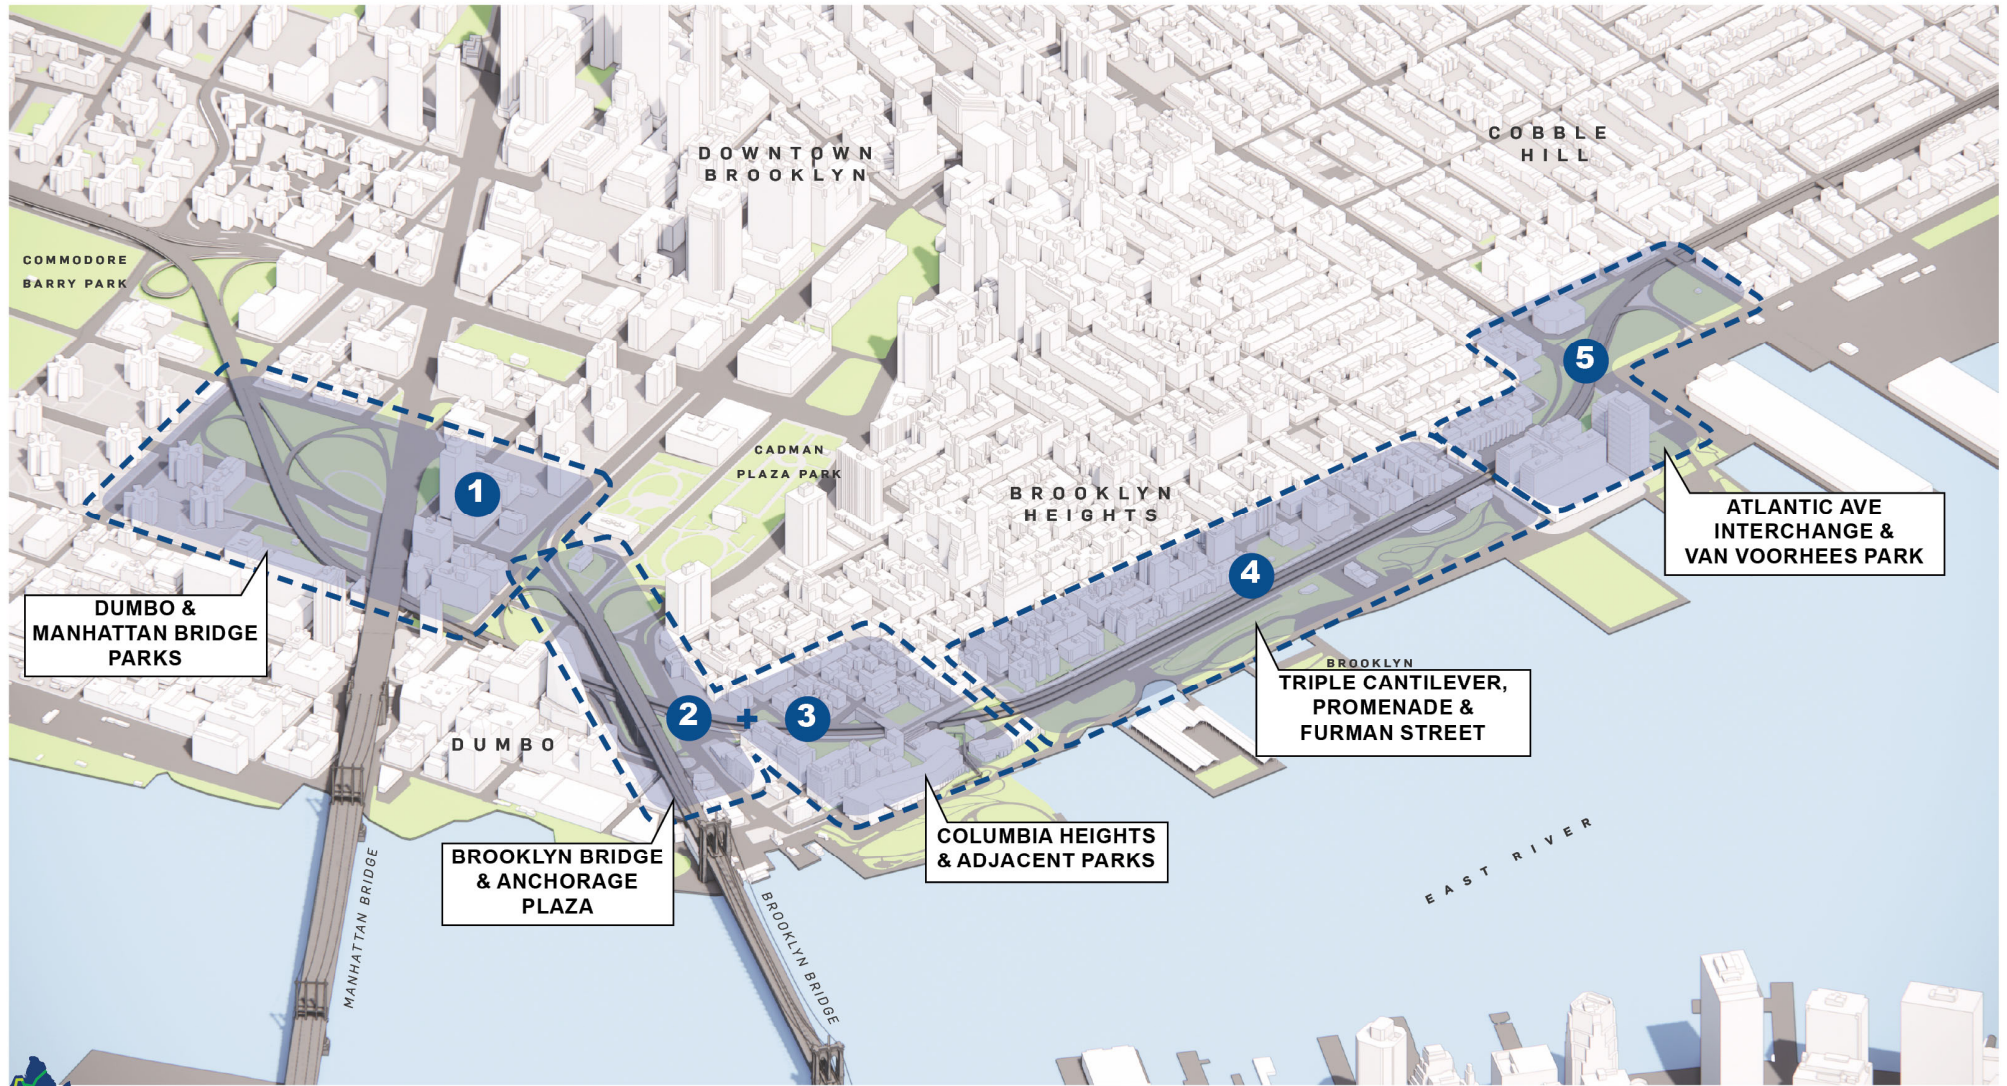 COBBLE
HILL
DOWNTOWN
BROOKLYN
COMMODORE
BARRY PARK
5
CADMAN
PLAZA PARK
1
BROOKLYN
HEIGHTS
ATLANTIC AVE
INTERCHANGE &
VAN VOORHEES PARK
4
DUMBO &
MANHATTAN BRIDGE
PARKS
BROOKLYN
TRIPLE CANTILEVER,
PROMENADE &
FURMAN STREET
2 + 3
DUMBO
COLUMBIA HEIGHTS
& ADJACENT PARKS
BROOKLYN BRIDGE
& ANCHORAGE
PLAZA
EAST RIVER
MANHATTAN BRIDGE
BROOKLYN BRIDGE